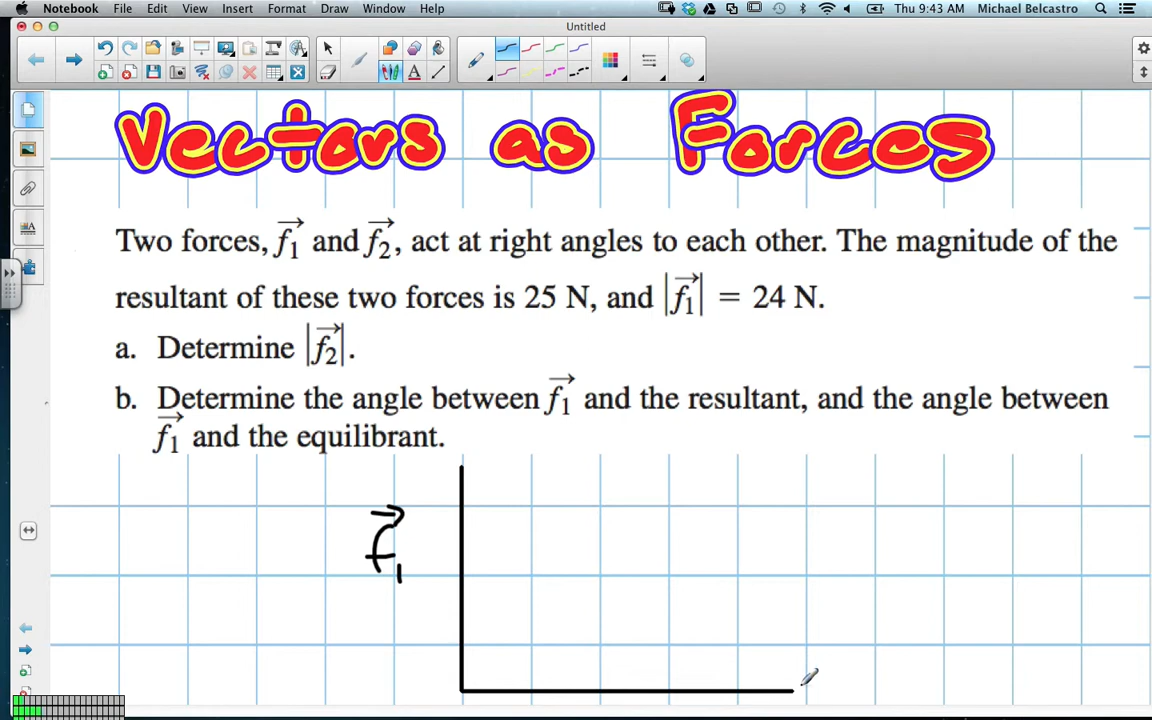 Notebook File Edit View Insert Format Draw Window Help Thu 9:43 AM Michael Belcastro
Untitled
Vectors as Forces
Two forces, f₁⃗ and f₂⃗, act at right angles to each other. The magnitude of the
resultant of these two forces is 25 N, and |f₁⃗| = 24 N.
a. Determine |f₂⃗|.
b. Determine the angle between f₁⃗ and the resultant, and the angle between
f₁⃗ and the equilibrant.
f₁⃗